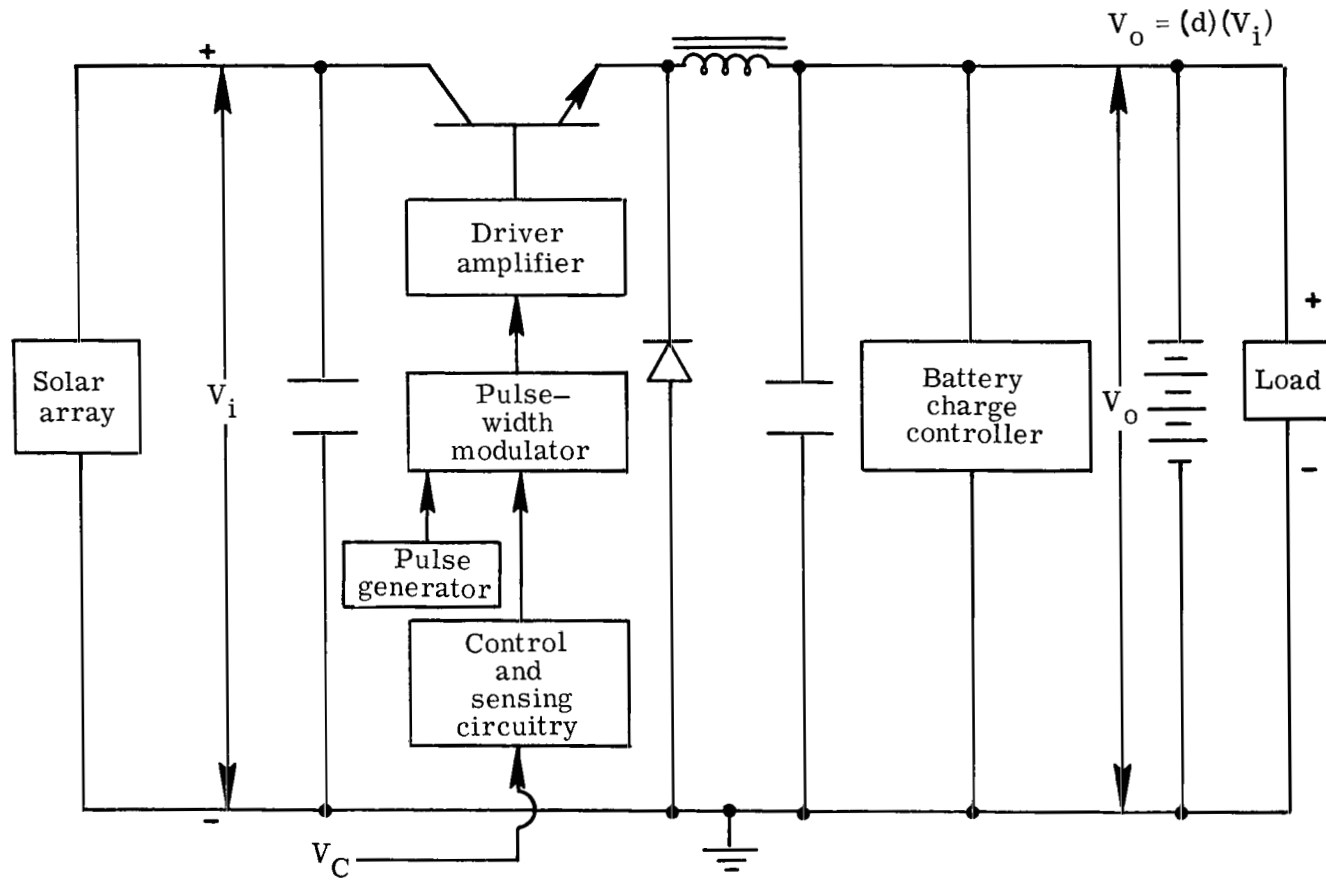 V_o = (d)(V_i)
+
Driver
amplifier
+
Solar
array
V_i
Pulse–
width
modulator
Battery
charge
controller
V_o
Load
-
Pulse
generator
Control
and
sensing
circuitry
-
V_C